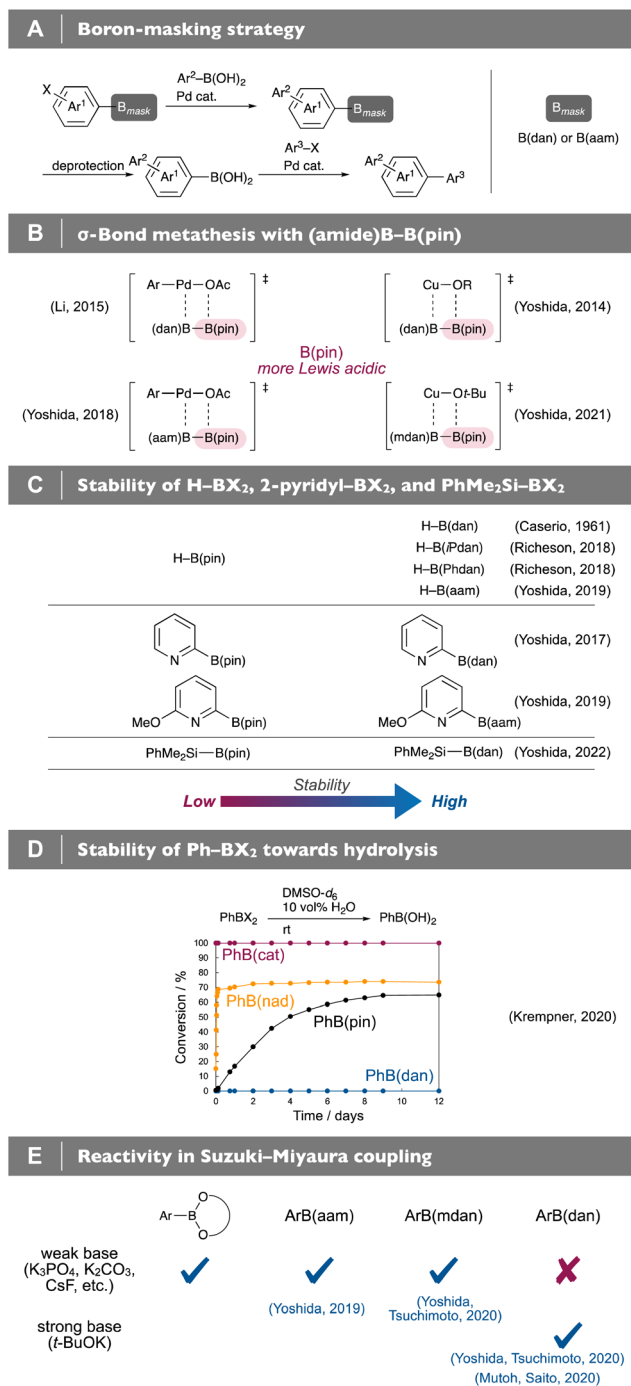 A Boron-masking strategy
X
Ar¹
Bmask
Ar²–B(OH)₂
Pd cat.
Ar²
Ar¹
Bmask
Bmask
B(dan) or B(aam)
deprotection
Ar²
Ar¹
B(OH)₂
Ar³–X
Pd cat.
Ar²
Ar¹
Ar³
B σ-Bond metathesis with (amide)B–B(pin)
(Li, 2015)
Ar–Pd–OAc
(dan)B–B(pin)
‡
Cu–OR
(dan)B–B(pin)
‡
(Yoshida, 2014)
B(pin)
more Lewis acidic
(Yoshida, 2018)
Ar–Pd–OAc
(aam)B–B(pin)
‡
Cu–Ot-Bu
(mdan)B–B(pin)
‡
(Yoshida, 2021)
C Stability of H–BX₂, 2-pyridyl–BX₂, and PhMe₂Si–BX₂
H–B(pin)
H–B(dan) (Caserio, 1961)
H–B(iPdan) (Richeson, 2018)
H–B(Phdan) (Richeson, 2018)
H–B(aam) (Yoshida, 2019)
N B(pin)
N B(dan)
(Yoshida, 2017)
MeO N B(pin)
MeO N B(aam)
(Yoshida, 2019)
PhMe₂Si–B(pin) PhMe₂Si–B(dan) (Yoshida, 2022)
Stability
Low High
D Stability of Ph–BX₂ towards hydrolysis
PhBX₂
DMSO-d₆
10 vol% H₂O
rt
PhB(OH)₂
Conversion / %
100
90
80
70
60
50
40
30
20
10
0
PhB(cat)
PhB(nad)
PhB(pin)
PhB(dan)
0 2 4 6 8 10 12
Time / days
(Krempner, 2020)
E Reactivity in Suzuki–Miyaura coupling
Ar–B O O
ArB(aam)
ArB(mdan)
ArB(dan)
weak base
(K₃PO₄, K₂CO₃,
CsF, etc.)
(Yoshida, 2019)
(Yoshida,
Tsuchimoto, 2020)
strong base
(t-BuOK)
(Yoshida, Tsuchimoto, 2020)
(Mutoh, Saito, 2020)